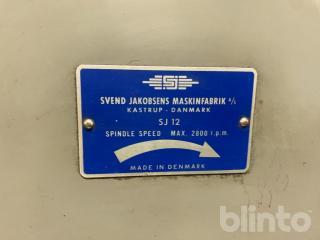 SJ
SVEND JAKOBSENS MASKINFABRIK A/S
KASTRUP - DANMARK
SJ 12
SPINDLE SPEED MAX. 2800 r.p.m.
MADE IN DENMARK
blinto